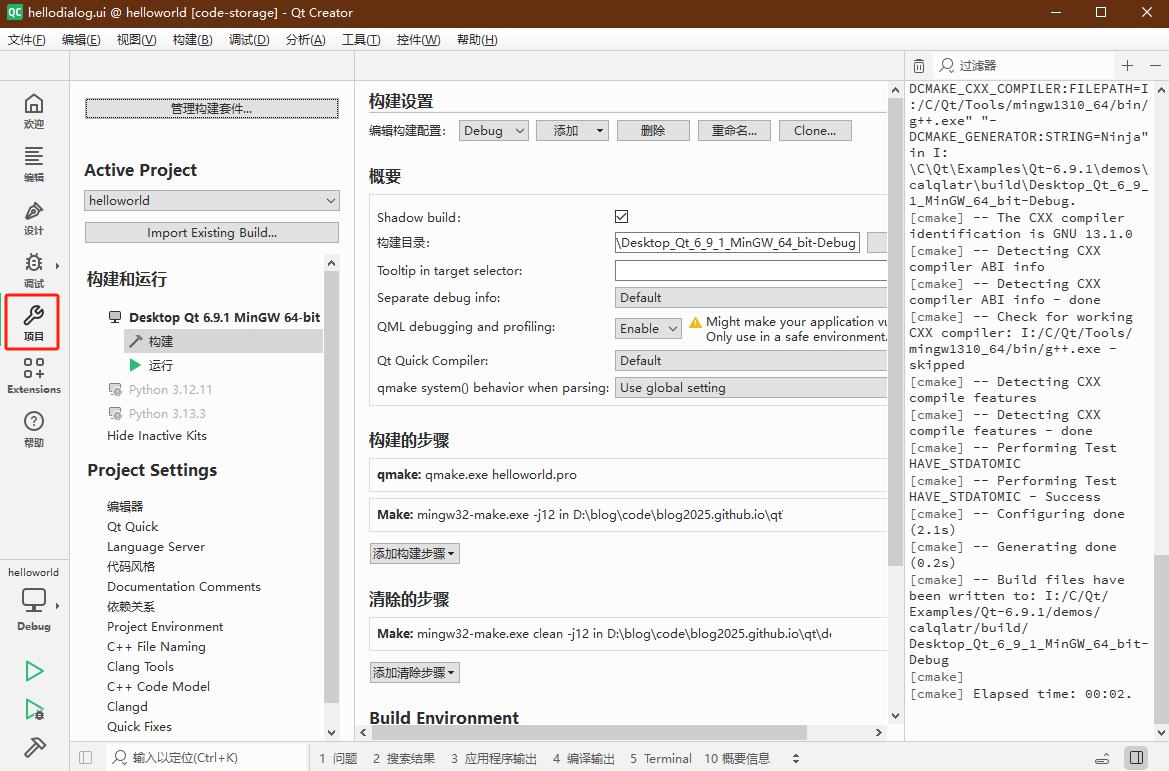 QC hellodialog.ui @ helloworld [code-storage] - Qt Creator
文件(F) 编辑(E) 视图(V) 构建(B) 调试(D) 分析(A) 工具(T) 控件(W) 帮助(H)
欢迎
编辑
设计
调试
项目
Extensions
帮助
helloworld
Debug
管理构建套件...
Active Project
helloworld
Import Existing Build...
构建和运行
Desktop Qt 6.9.1 MinGW 64-bit
构建
运行
Python 3.12.11
Python 3.13.3
Hide Inactive Kits
Project Settings
编辑器
Qt Quick
Language Server
代码风格
Documentation Comments
依赖关系
Project Environment
C++ File Naming
Clang Tools
C++ Code Model
Clangd
Quick Fixes
构建设置
编辑构建配置: Debug 添加 删除 重命名... Clone...
概要
Shadow build:
构建目录: \Desktop_Qt_6_9_1_MinGW_64_bit-Debug
Tooltip in target selector:
Separate debug info: Default
QML debugging and profiling: Enable Might make your application vu
Only use in a safe environment.
Qt Quick Compiler: Default
qmake system() behavior when parsing: Use global setting
构建的步骤
qmake: qmake.exe helloworld.pro
Make: mingw32-make.exe -j12 in D:\blog\code\blog2025.github.io\qt\
添加构建步骤
清除的步骤
Make: mingw32-make.exe clean -j12 in D:\blog\code\blog2025.github.io\qt\de
添加清除步骤
Build Environment
过滤器
DCMAKE_CXX_COMPILER:FILEPATH=I
:/C/Qt/Tools/mingw1310_64/bin/
g++.exe" "-
DCMAKE_GENERATOR:STRING=Ninja"
in I:
\C\Qt\Examples\Qt-6.9.1\demos\
calqlatr\build\Desktop_Qt_6_9_
1_MinGW_64_bit-Debug.
[cmake] -- The CXX compiler
identification is GNU 13.1.0
[cmake] -- Detecting CXX
compiler ABI info
[cmake] -- Detecting CXX
compiler ABI info - done
[cmake] -- Check for working
CXX compiler: I:/C/Qt/Tools/
mingw1310_64/bin/g++.exe -
skipped
[cmake] -- Detecting CXX
compile features
[cmake] -- Detecting CXX
compile features - done
[cmake] -- Performing Test
HAVE_STDATOMIC
[cmake] -- Performing Test
HAVE_STDATOMIC - Success
[cmake] -- Configuring done
(2.1s)
[cmake] -- Generating done
(0.2s)
[cmake] -- Build files have
been written to: I:/C/Qt/
Examples/Qt-6.9.1/demos/
calqlatr/build/
Desktop_Qt_6_9_1_MinGW_64_bit-
Debug
[cmake]
[cmake] Elapsed time: 00:02.
输入以定位(Ctrl+K) 1 问题 2 搜索结果 3 应用程序输出 4 编译输出 5 Terminal 10 概要信息